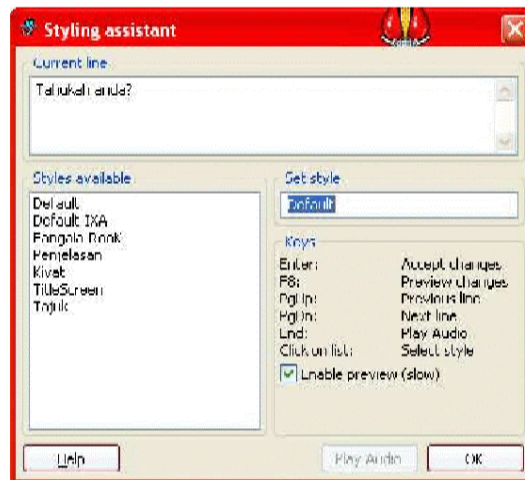 Styling assistant
Current line
Tahukah anda?
Styles available
Default
Default IXA
Penjelasan
Kivat
TitleScreen
Tajuk
Set style
Default
Keys
Enter: Accept changes
F8: Preview changes
PgUp: Previous line
PgDn: Next line
End: Play Audio
Click on list: Select style
Enable preview (slow)
Help
Play Audio
OK